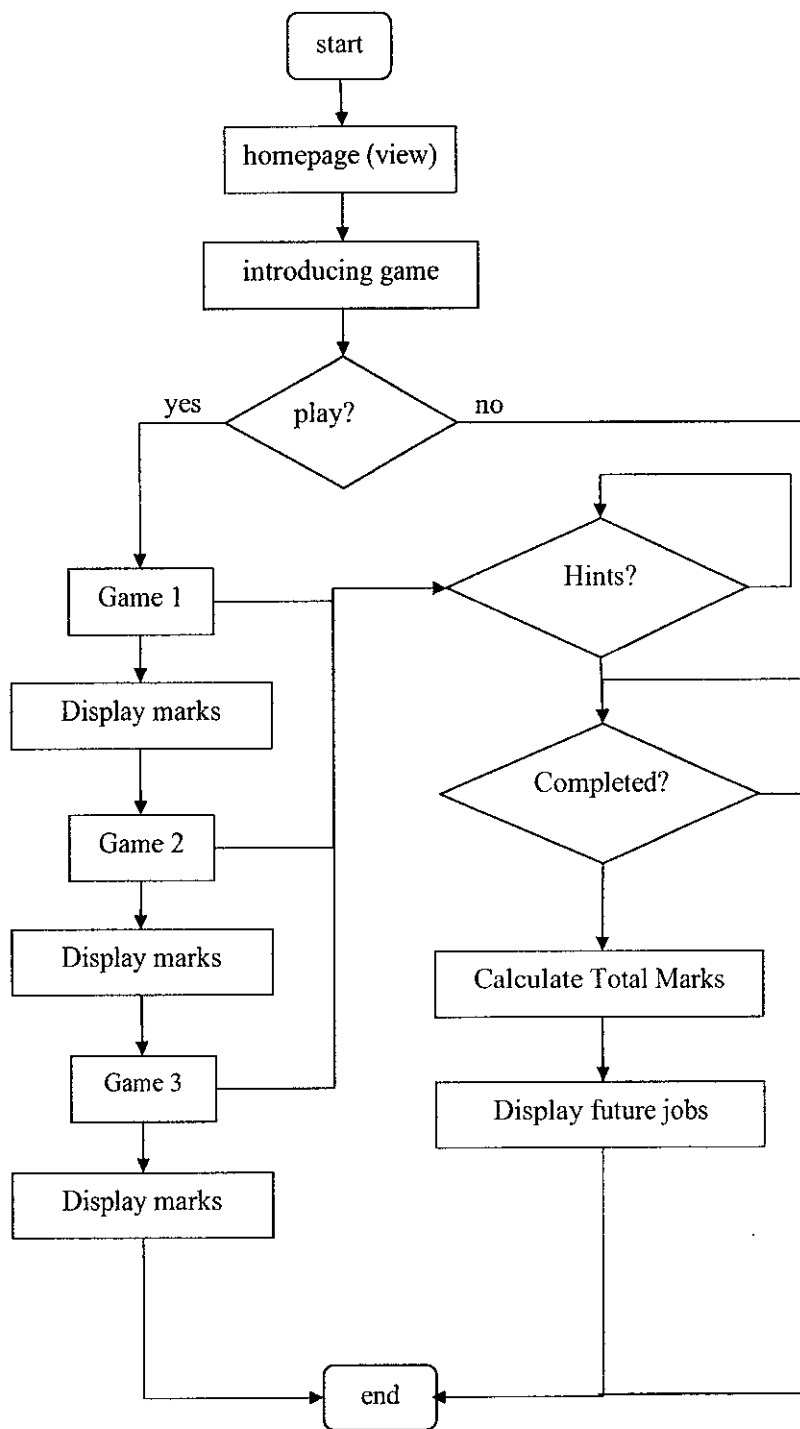 start
homepage (view)
introducing game
play?
yes
no
Hints?
Game 1
Display marks
Completed?
Game 2
Display marks
Calculate Total Marks
Game 3
Display future jobs
Display marks
end